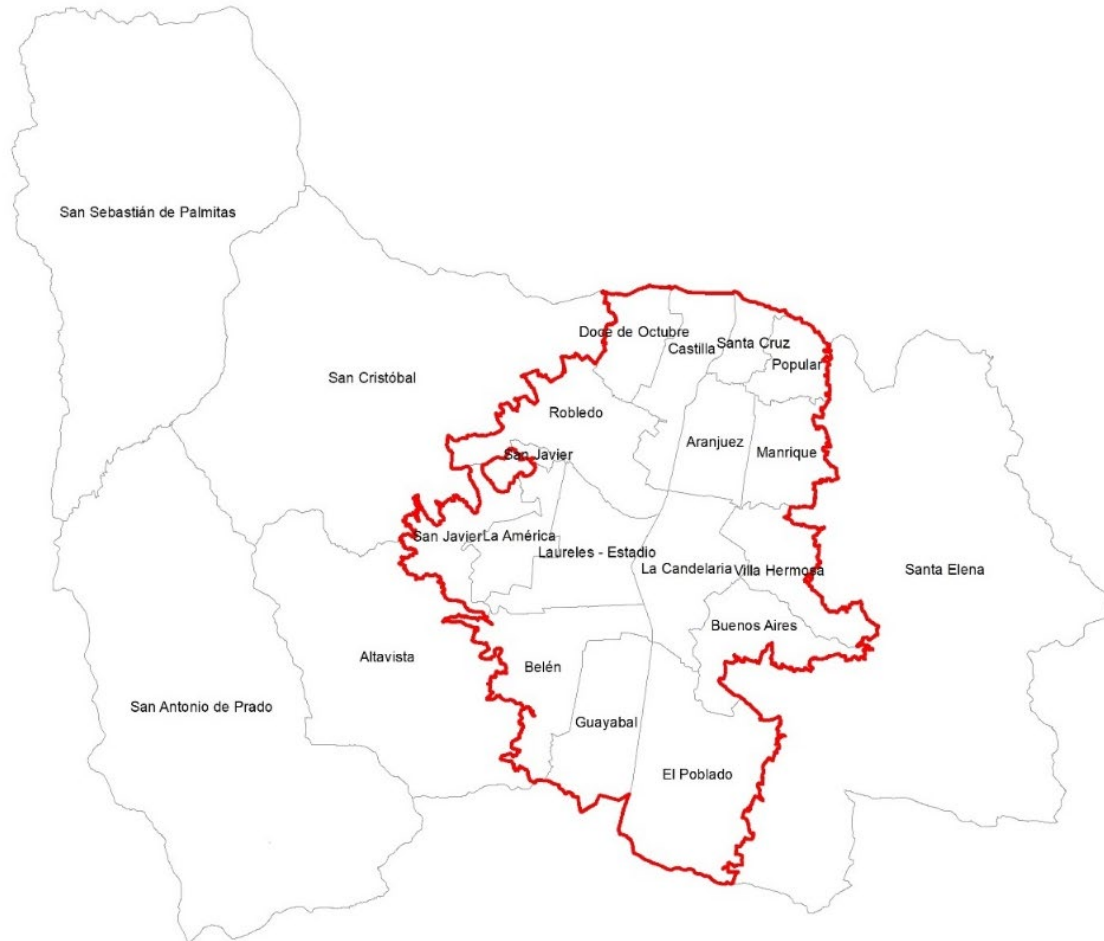 San Sebastián de Palmitas
Doce de Octubre
Santa Cruz
Castilla
Popular
San Cristóbal
Robledo
Aranjuez
Manrique
San Javier
San Javier
La América
Laureles - Estadio
La Candelaria
Villa Hermosa
Santa Elena
Buenos Aires
Altavista
Belén
San Antonio de Prado
Guayabal
El Poblado